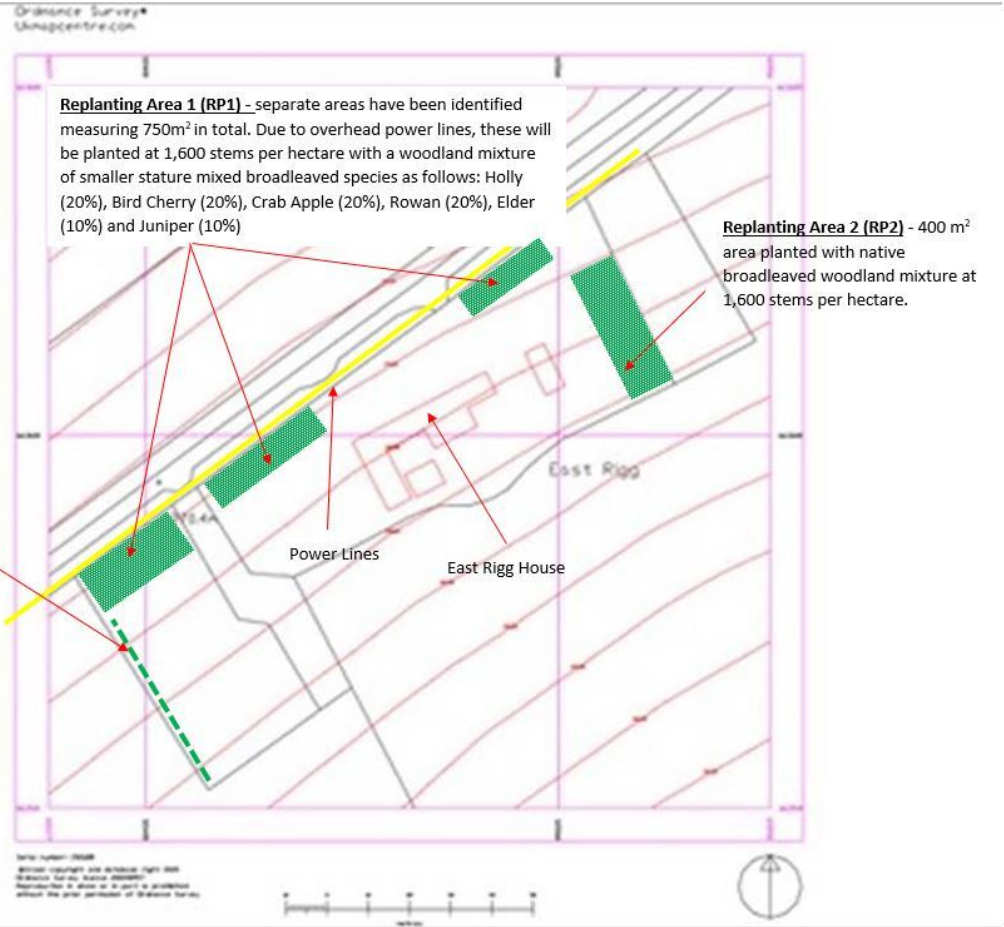 Ordnance Survey
Ukmapcentre.com
Replanting Area 1 (RP1) - separate areas have been identified
measuring 750m² in total. Due to overhead power lines, these will
be planted at 1,600 stems per hectare with a woodland mixture
of smaller stature mixed broadleaved species as follows: Holly
(20%), Bird Cherry (20%), Crab Apple (20%), Rowan (20%), Elder
(10%) and Juniper (10%)
Replanting Area 2 (RP2) - 400 m²
area planted with native
broadleaved woodland mixture at
1,600 stems per hectare.
East Rigg
Power Lines
East Rigg House